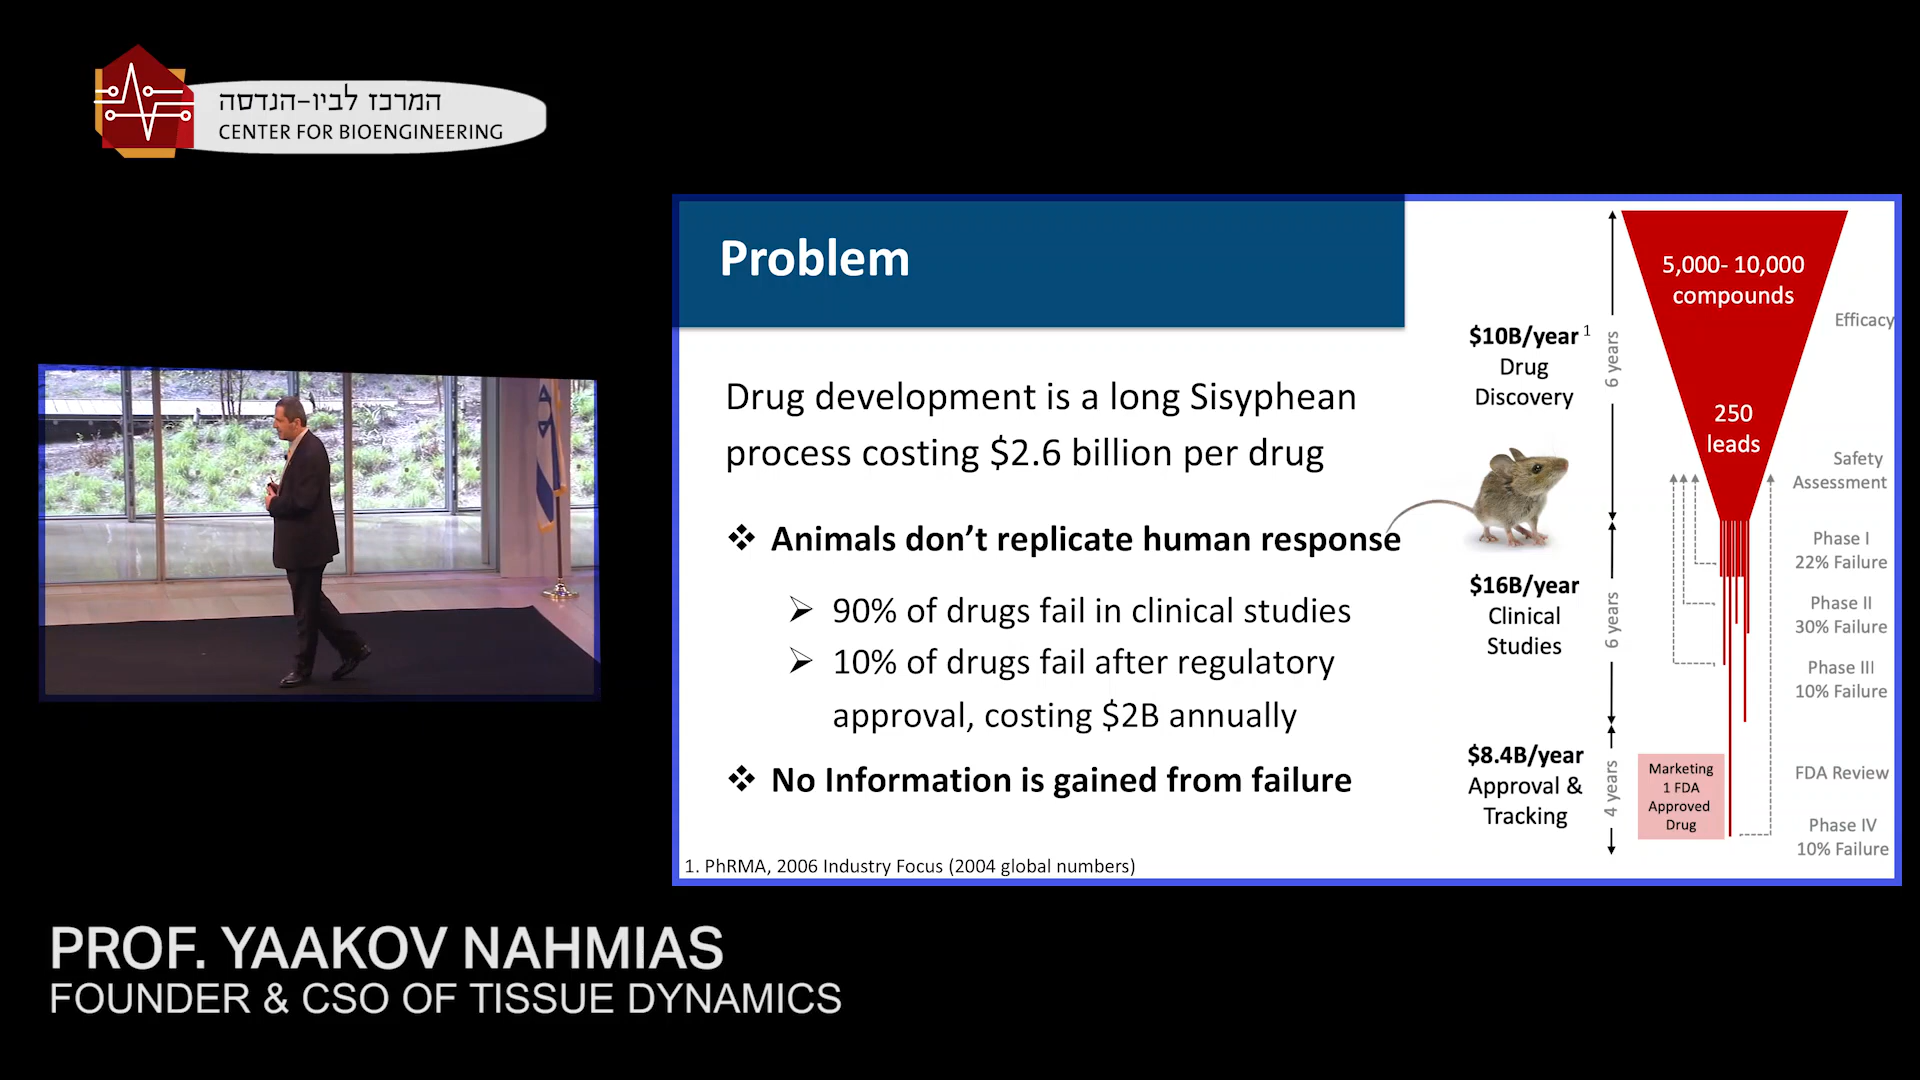 המרכז לביו-הנדסה
CENTER FOR BIOENGINEERING
Problem
Drug development is a long Sisyphean
process costing $2.6 billion per drug
❖ Animals don’t replicate human response
➢ 90% of drugs fail in clinical studies
➢ 10% of drugs fail after regulatory
approval, costing $2B annually
❖ No Information is gained from failure
1. PhRMA, 2006 Industry Focus (2004 global numbers)
$10B/year 1
Drug
Discovery
$16B/year
Clinical
Studies
$8.4B/year
Approval &
Tracking
6 years
6 years
4 years
5,000- 10,000
compounds
250
leads
Marketing
1 FDA
Approved
Drug
Efficacy
Safety
Assessment
Phase I
22% Failure
Phase II
30% Failure
Phase III
10% Failure
FDA Review
Phase IV
10% Failure
PROF. YAAKOV NAHMIAS
FOUNDER & CSO OF TISSUE DYNAMICS